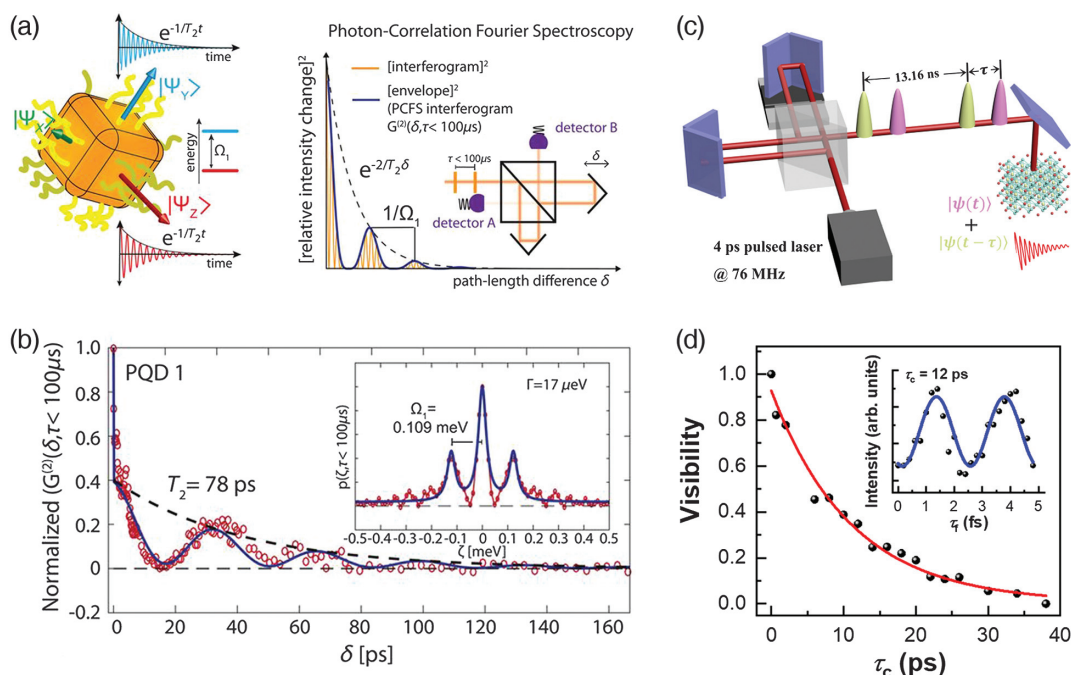 (a)
e-1/T2t
time
|ΨY⟩
|ΨX⟩
|ΨZ⟩
energy
Ω1
e-1/T2t
time
Photon-Correlation Fourier Spectroscopy
[relative intensity change]2
[interferogram]2
[envelope]2
(PCFS interferogram
G(2)(δ,τ< 100μs)
detector B
τ < 100μs
δ
e-2/T2δ
detector A
1/Ω1
path-length difference δ
(c)
13.16 ns
τ
|ψ(t)⟩
+
|ψ(t−τ)⟩
4 ps pulsed laser
@ 76 MHz
(b)
Normalized (G(2)(δ,τ< 100μs)
1.0
0.8
0.6
0.4
0.2
0
-0.2
PQD 1
T2 = 78 ps
0
20
40
60
80
100
120
140
160
δ [ps]
p(ζ,τ< 100μs)
Γ=17 μeV
Ω1=
0.109 meV
-0.5
-0.4
-0.3
-0.2
-0.1
0
0.1
0.2
0.3
0.4
0.5
ζ [meV]
(d)
Visibility
1.0
0.8
0.6
0.4
0.2
0.0
0
10
20
30
40
τc (ps)
Intensity (arb. units)
τc = 12 ps
0
1
2
3
4
5
τf (fs)